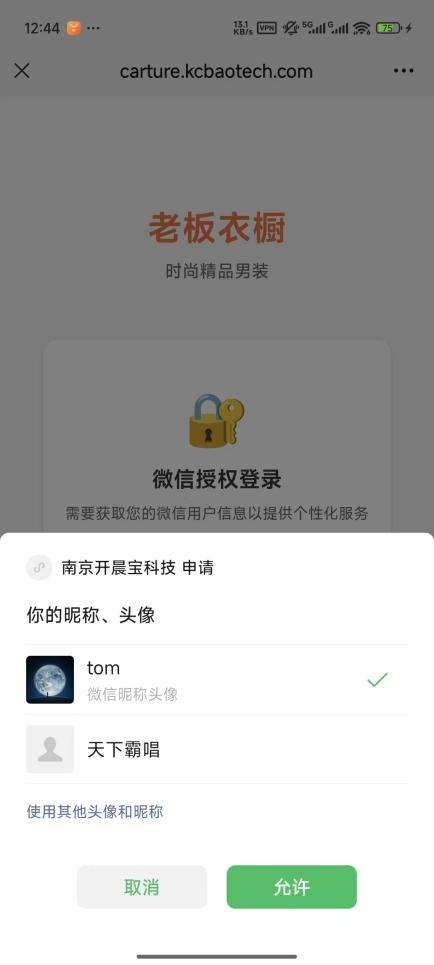 12:44 ··· 13.1 KB/s VPN 5G G 75
carture.kcbaotech.com
老板衣橱
时尚精品男装
微信授权登录
需要获取您的微信用户信息以提供个性化服务
南京开晨宝科技 申请
你的昵称、头像
tom
微信昵称头像
天下霸唱
使用其他头像和昵称
取消 允许